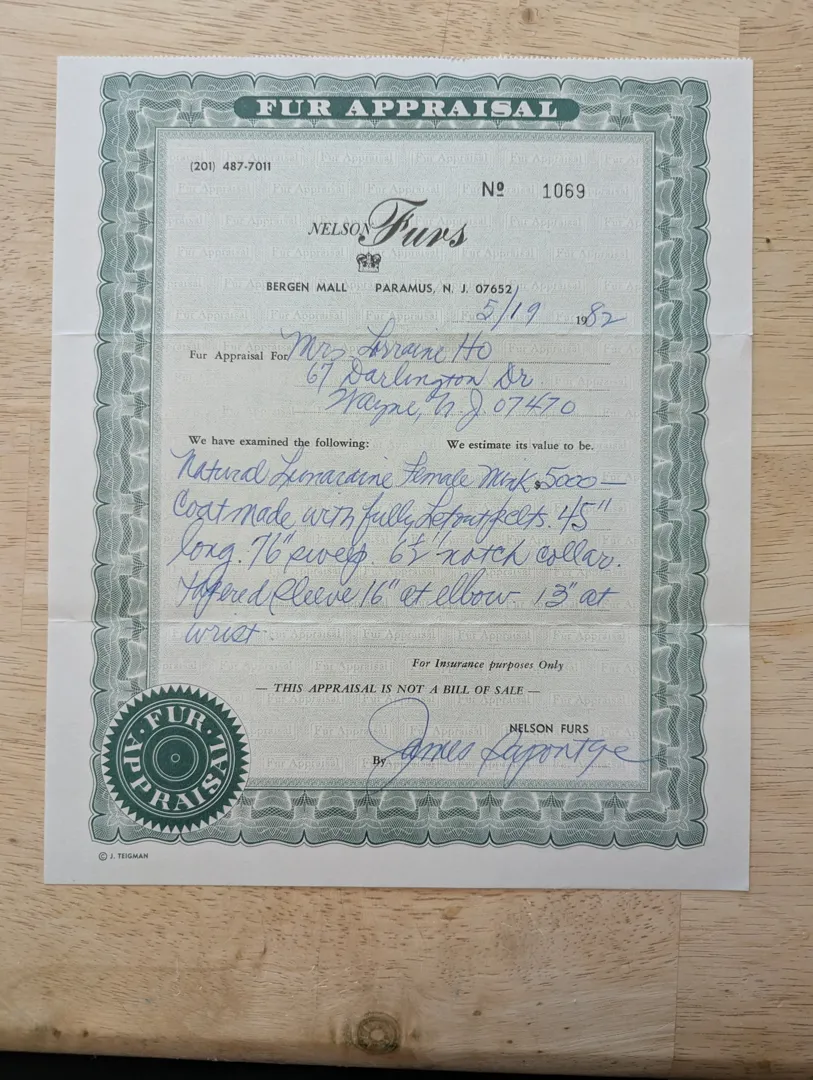 FUR APPRAISAL
(201) 487-7011
Nº 1069
NELSON Furs
BERGEN MALL PARAMUS, N. J. 07652
5/19 1982
Fur Appraisal For Mrs Lorraine Ho
67 Darlington Dr
Wayne, N.J. 07470
We have examined the following: We estimate its value to be.
Natural Lunaraine Female Mink $5000—
Coat made with fully let out pelts. 45"
long. 76" sweep. 6½" notch collar.
Tapered Sleeve 16" at elbow. 13" at
wrist.
For Insurance purposes Only
— THIS APPRAISAL IS NOT A BILL OF SALE —
NELSON FURS
By James
FUR APPRAISAL
© J. TEIGMAN